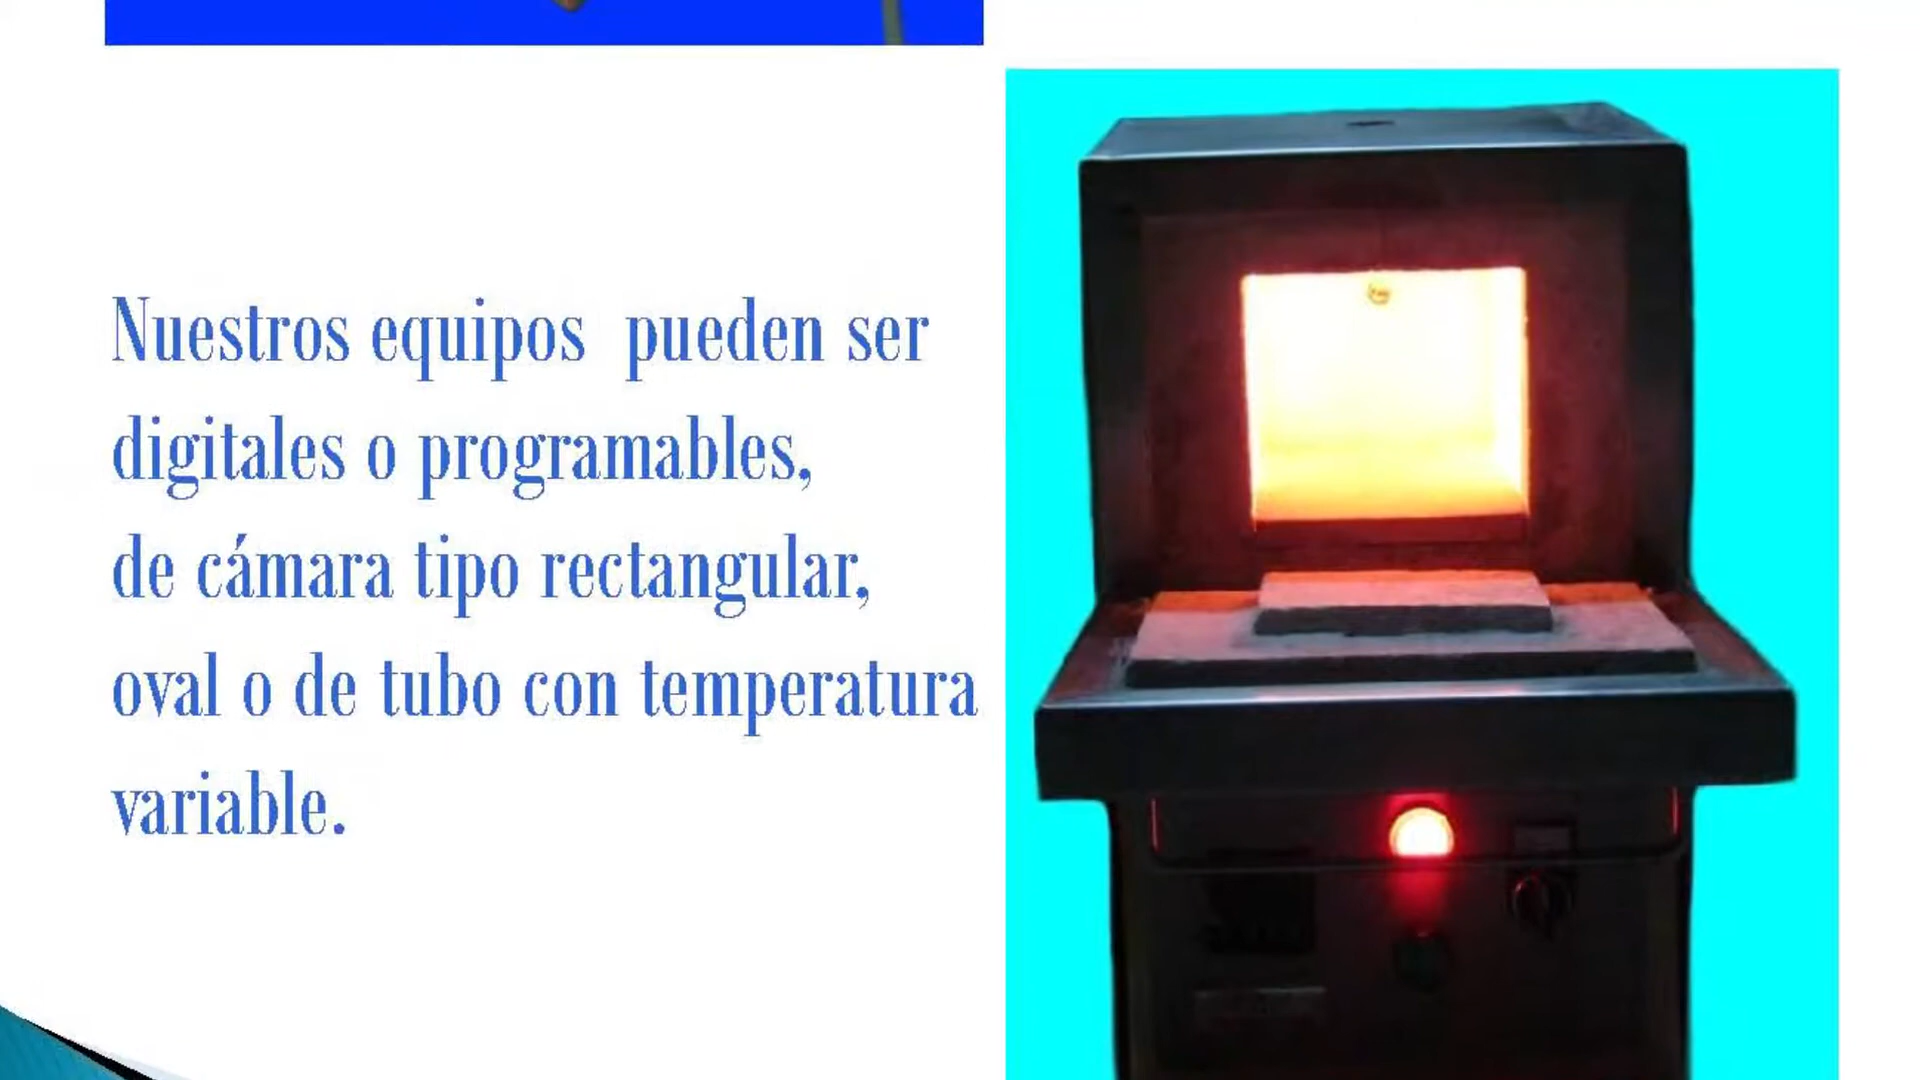 Nuestros equipos  pueden ser
digitales o programables,
de cámara tipo rectangular,
oval o de tubo con temperatura
variable.